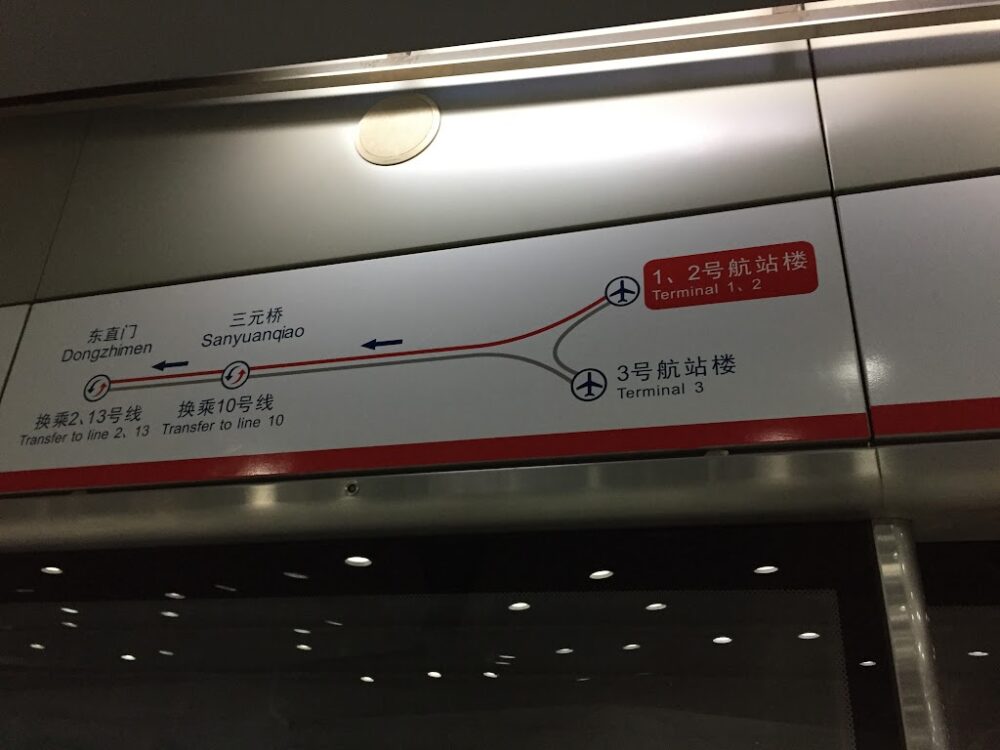 东直门
Dongzhimen
换乘2、13号线
Transfer to line 2、13
三元桥
Sanyuanqiao
换乘10号线
Transfer to line 10
1、2号航站楼
Terminal 1、2
3号航站楼
Terminal 3